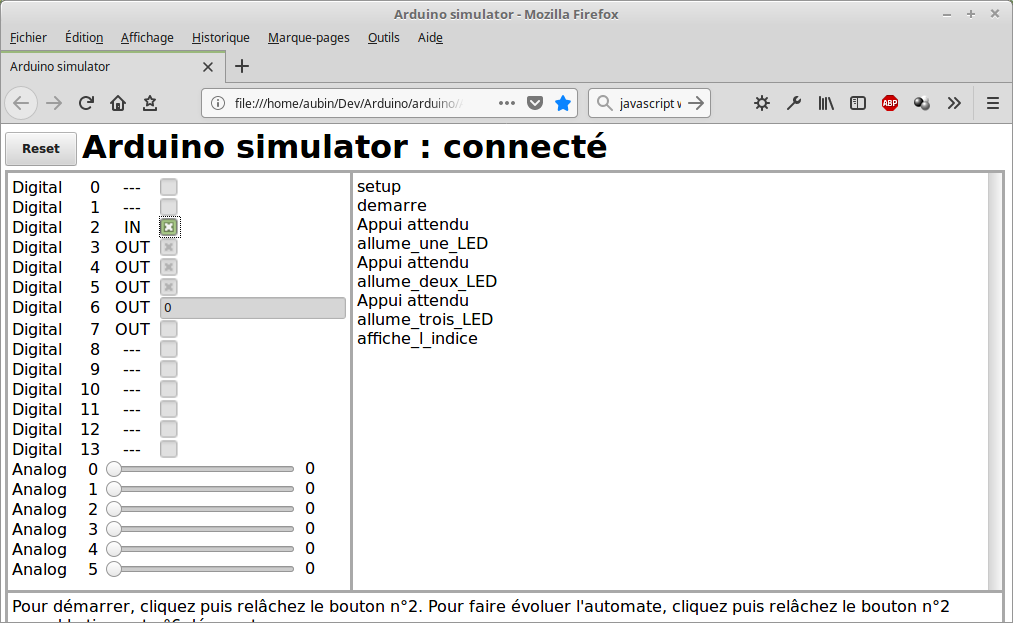 Arduino simulator - Mozilla Firefox
Fichier Édition Affichage Historique Marque-pages Outils Aide
Arduino simulator
file:///home/aubin/Dev/Arduino/arduino/
javascript
ABP
Reset
Arduino simulator : connecté
Digital 0 ---
Digital 1 ---
Digital 2 IN
Digital 3 OUT
Digital 4 OUT
Digital 5 OUT
Digital 6 OUT 0
Digital 7 OUT
Digital 8 ---
Digital 9 ---
Digital 10 ---
Digital 11 ---
Digital 12 ---
Digital 13 ---
Analog 0 0
Analog 1 0
Analog 2 0
Analog 3 0
Analog 4 0
Analog 5 0
setup
demarre
Appui attendu
allume_une_LED
Appui attendu
allume_deux_LED
Appui attendu
allume_trois_LED
affiche_l_indice
Pour démarrer, cliquez puis relâchez le bouton n°2. Pour faire évoluer l'automate, cliquez puis relâchez le bouton n°2